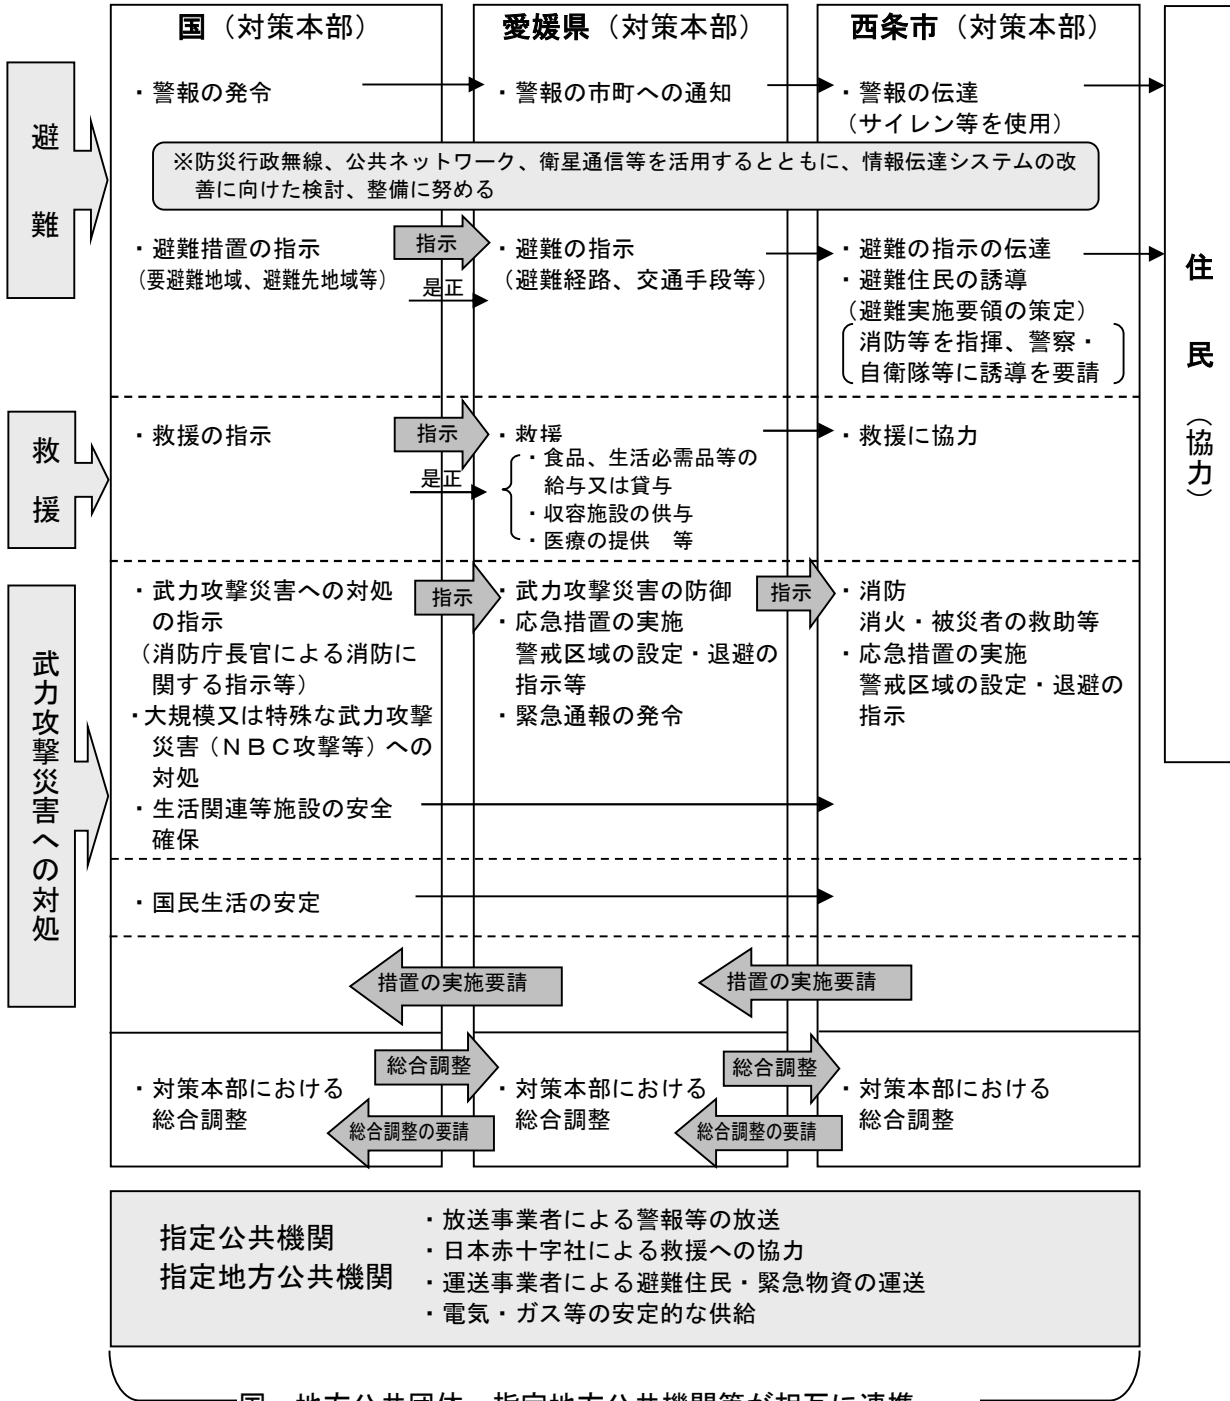 国（対策本部）
愛媛県（対策本部）
西条市（対策本部）
避難
・警報の発令
・警報の市町への通知
・警報の伝達
（サイレン等を使用）
※防災行政無線、公共ネットワーク、衛星通信等を活用するとともに、情報伝達システムの改
善に向けた検討、整備に努める
・避難措置の指示
（要避難地域、避難先地域等）
指示
是正
・避難の指示
（避難経路、交通手段等）
・避難の指示の伝達
・避難住民の誘導
（避難実施要領の策定）
消防等を指揮、警察・
自衛隊等に誘導を要請
住民（協力）
救援
・救援の指示
指示
是正
・救援
・食品、生活必需品等の
給与又は貸与
・収容施設の供与
・医療の提供　等
・救援に協力
武力攻撃災害への対処
・武力攻撃災害への対処
の指示
（消防庁長官による消防に
関する指示等）
・大規模又は特殊な武力攻撃
災害（ＮＢＣ攻撃等）への
対処
・生活関連等施設の安全
確保
指示
・武力攻撃災害の防御
・応急措置の実施
警戒区域の設定・退避の
指示等
・緊急通報の発令
指示
・消防
消火・被災者の救助等
・応急措置の実施
警戒区域の設定・退避の
指示
・国民生活の安定
措置の実施要請
措置の実施要請
・対策本部における
総合調整
総合調整
総合調整の要請
・対策本部における
総合調整
総合調整
総合調整の要請
・対策本部における
総合調整
指定公共機関
指定地方公共機関
・放送事業者による警報等の放送
・日本赤十字社による救援への協力
・運送事業者による避難住民・緊急物資の運送
・電気・ガス等の安定的な供給
国、地方公共団体、指定地方公共機関等が相互に連携